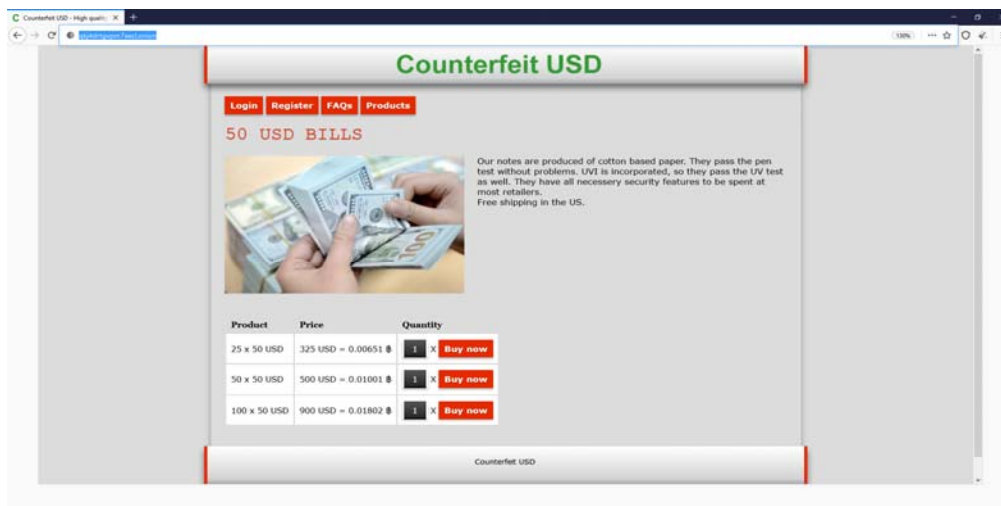 Counterfeit USD - High quality
130%
Counterfeit USD
Login Register FAQs Products
50 USD BILLS
Our notes are produced of cotton based paper. They pass the pen
test without problems. UVI is incorporated, so they pass the UV test
as well. They have all necessery security features to be spent at
most retailers.
Free shipping in the US.
100
Product Price Quantity
25 x 50 USD 325 USD = 0.00651 ฿ 1 X Buy now
50 x 50 USD 500 USD = 0.01001 ฿ 1 X Buy now
100 x 50 USD 900 USD = 0.01802 ฿ 1 X Buy now
Counterfeit USD